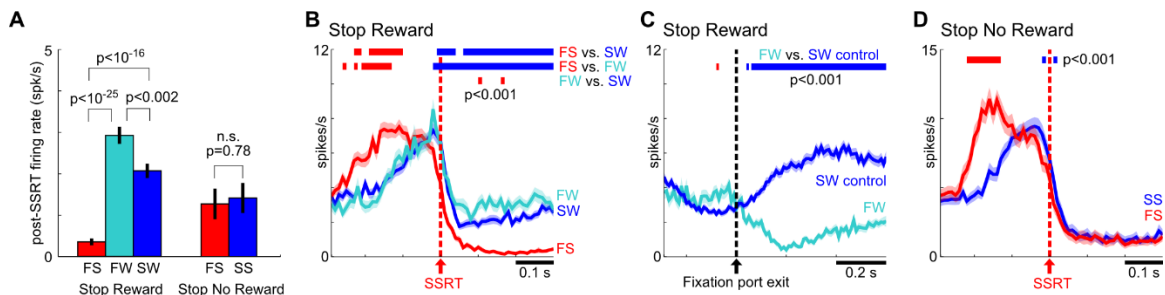 A
5
post-SSRT firing rate (spk/s)
0
p<10-16
p<10-25
p<0.002
n.s.
p=0.78
FS FW SW
FS SS
Stop Reward
Stop No Reward
B Stop Reward
12
FS vs. SW
FS vs. FW
FW vs. SW
p<0.001
spikes/s
FW
SW
FS
0
0.1 s
SSRT
C Stop Reward
12
FW vs. SW control
p<0.001
spikes/s
SW control
FW
0
0.2 s
Fixation port exit
D Stop No Reward
15
p<0.001
spikes/s
SS
FS
0
0.1 s
SSRT